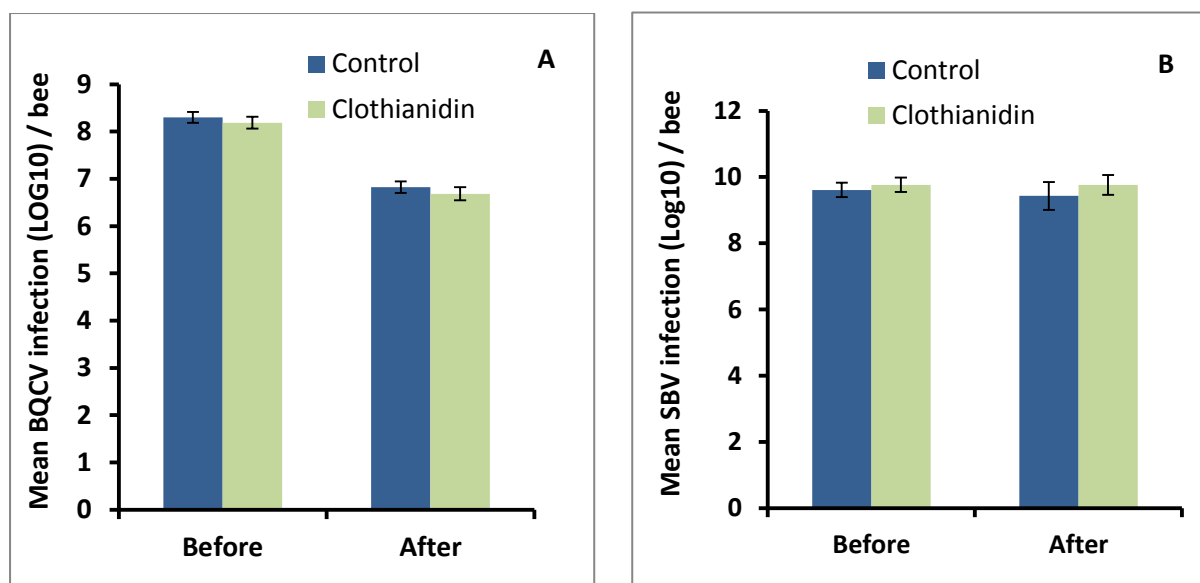 A
Control
Clothianidin
Mean BQCV infection (LOG10) / bee
9
8
7
6
5
4
3
2
1
0
Before After
B
Control
Clothianidin
Mean SBV infection (Log10) / bee
12
10
8
6
4
2
0
Before After